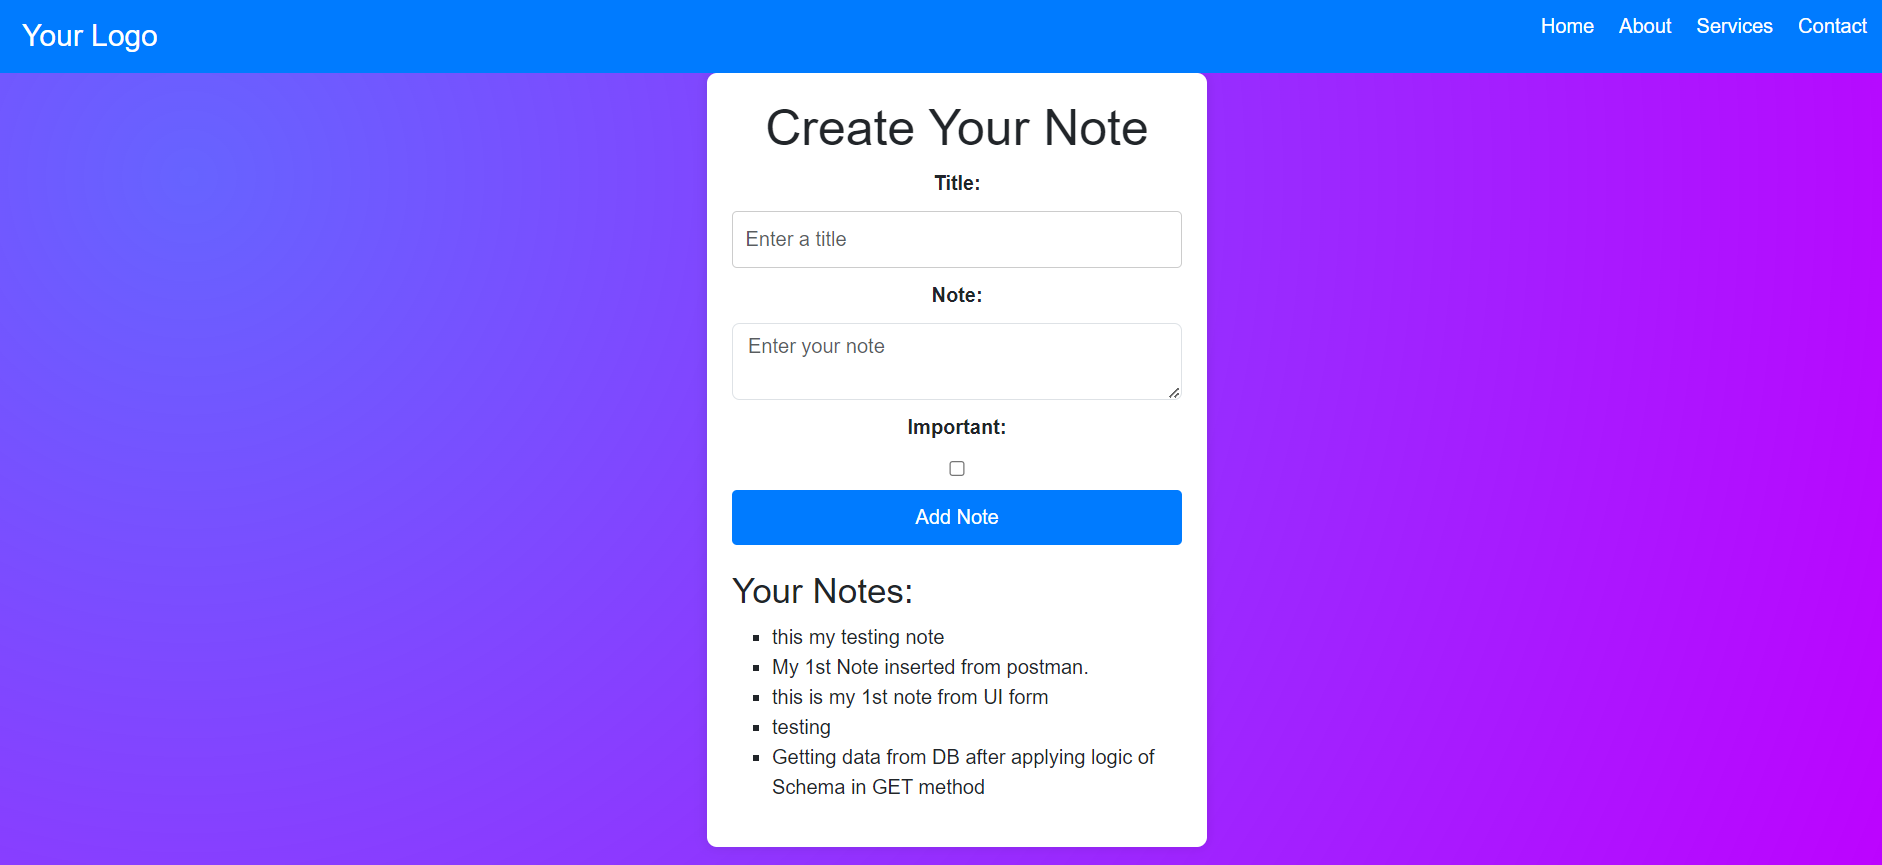 Your Logo
Home About Services Contact
Create Your Note
Title:
Enter a title
Note:
Enter your note
Important:
Add Note
Your Notes:
this my testing note
My 1st Note inserted from postman.
this is my 1st note from UI form
testing
Getting data from DB after applying logic of
Schema in GET method